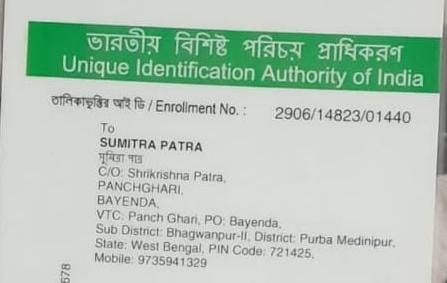 ভারতীয় বিশিষ্ট পরিচয় প্রাধিকরণ
Unique Identification Authority of India
তালিকাভুক্তির আই ডি / Enrollment No. : 2906/14823/01440
To
SUMITRA PATRA
সুমিত্রা পাত্র
C/O: Shrikrishna Patra,
PANCHGHARI,
BAYENDA,
VTC: Panch Ghari, PO: Bayenda,
Sub District: Bhagwanpur-II, District: Purba Medinipur,
State: West Bengal, PIN Code: 721425,
Mobile: 9735941329
678